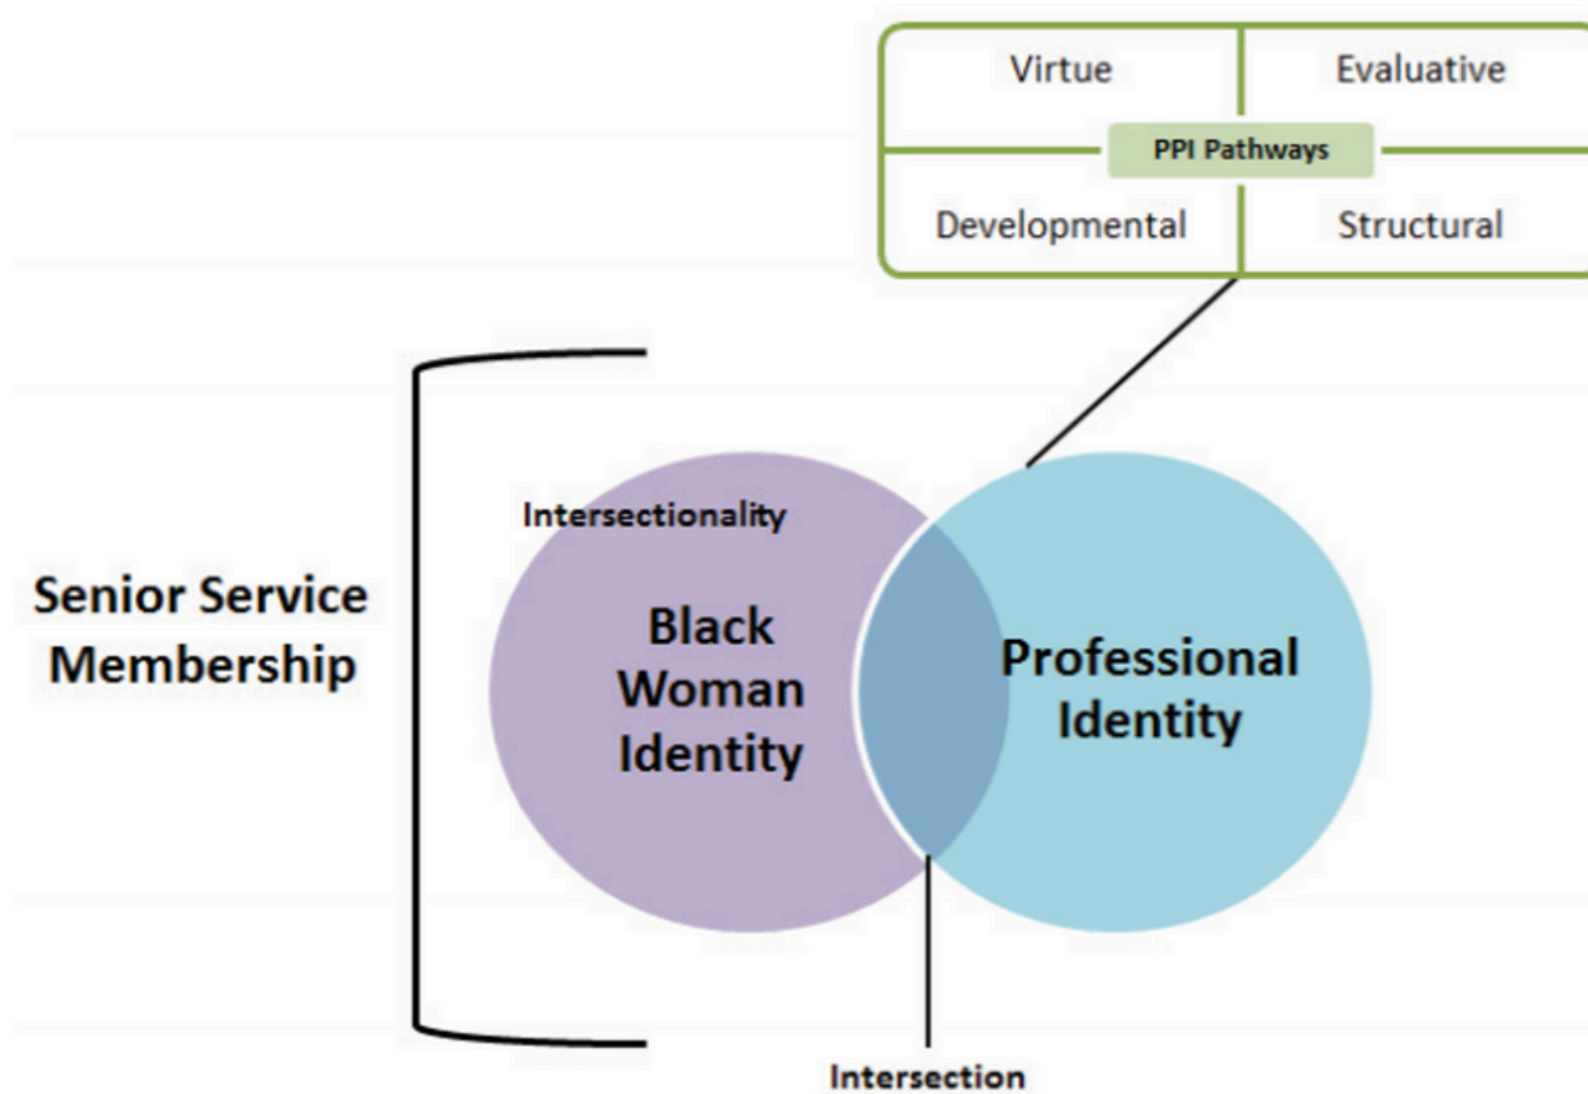 Virtue
Evaluative
PPI Pathways
Developmental
Structural
Intersectionality
Senior Service
Membership
Black
Woman
Identity
Professional
Identity
Intersection